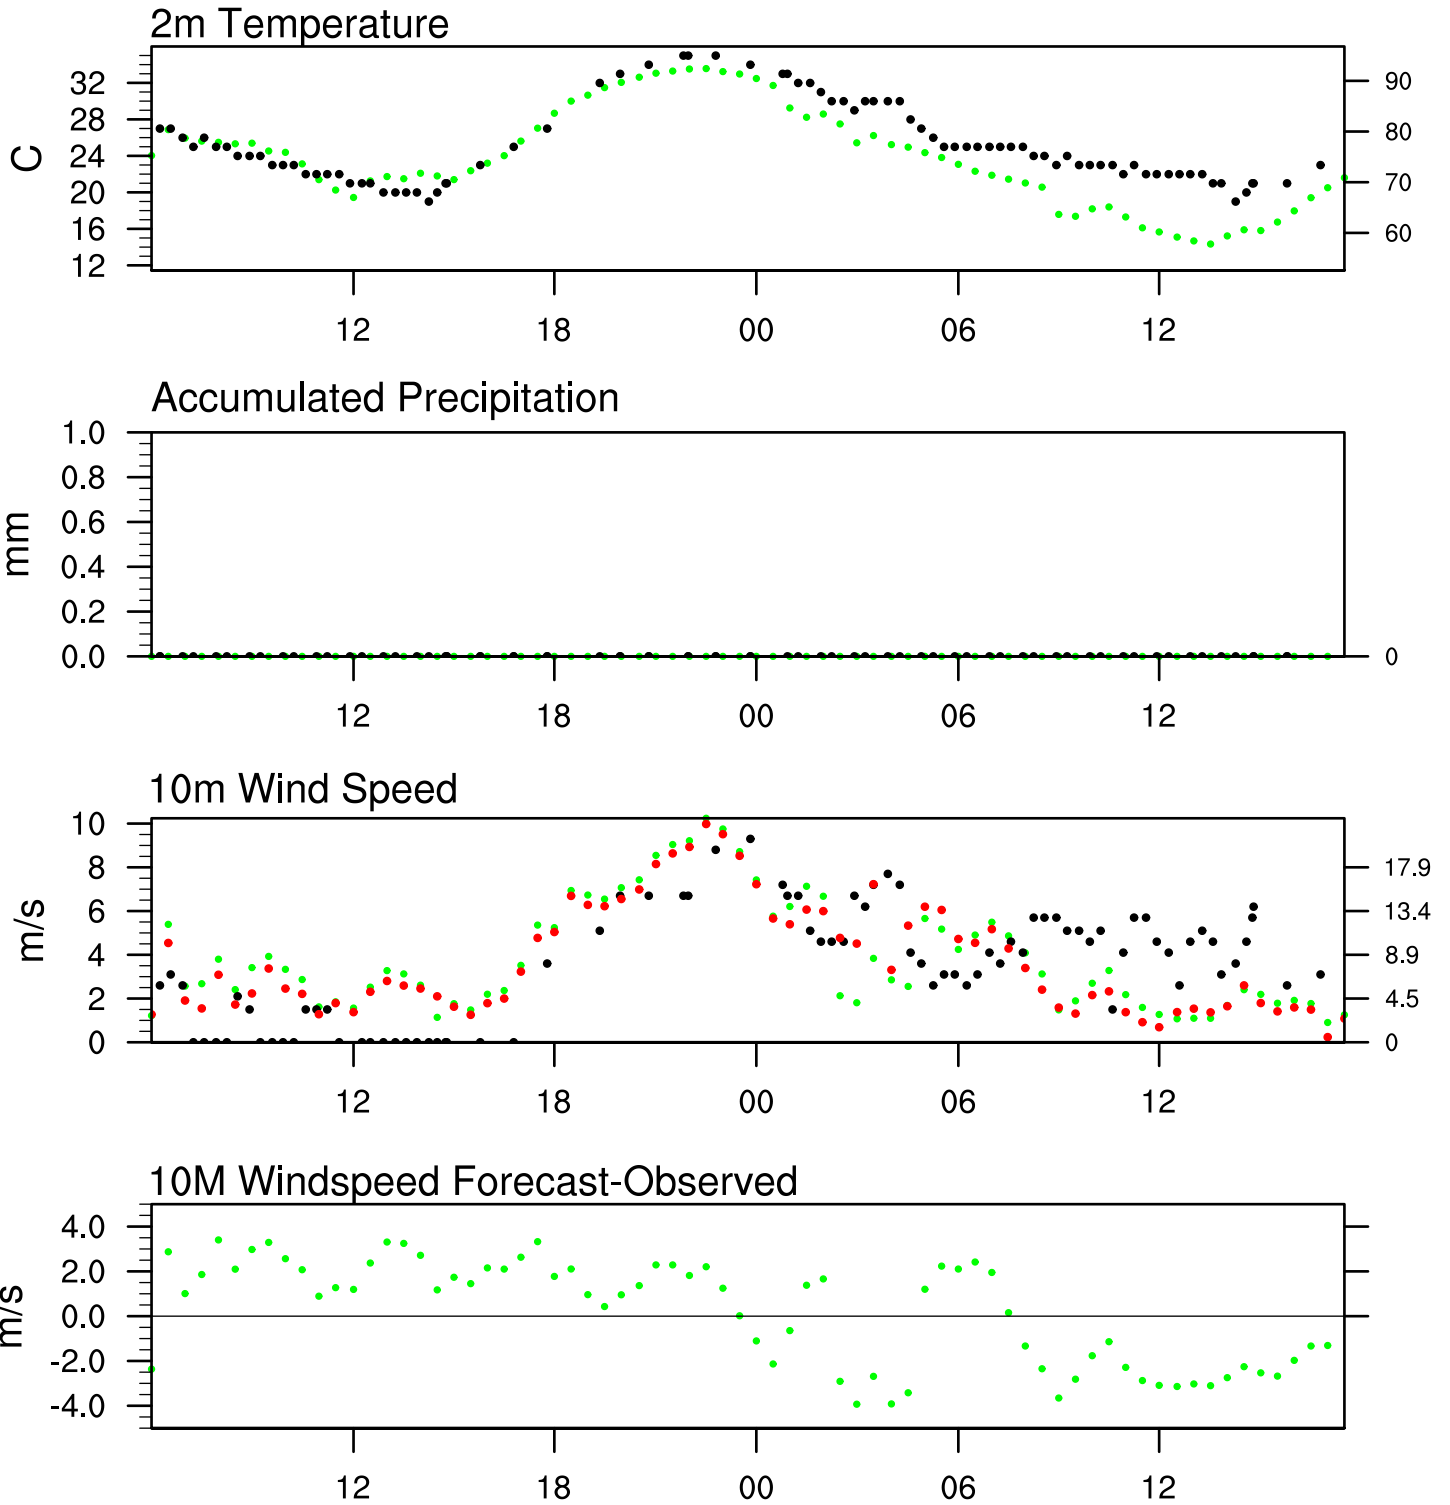 2m Temperature
C
32
28
24
20
16
12
90
80
70
60
12 18 00 06 12
Accumulated Precipitation
mm
1.0
0.8
0.6
0.4
0.2
0.0
0
12 18 00 06 12
10m Wind Speed
m/s
10
8
6
4
2
0
17.9
13.4
8.9
4.5
0
12 18 00 06 12
10M Windspeed Forecast-Observed
m/s
4.0
2.0
0.0
-2.0
-4.0
12 18 00 06 12